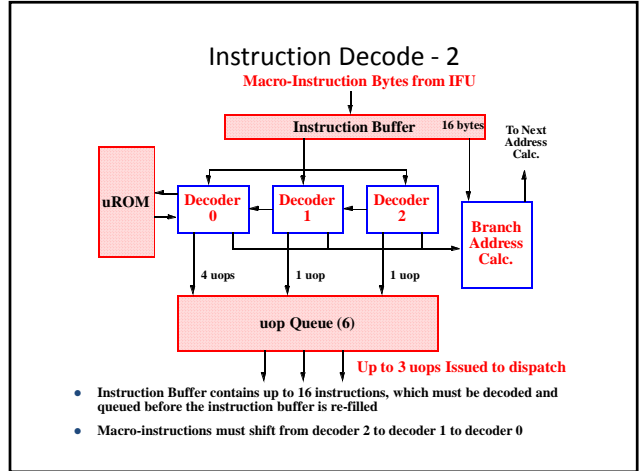 Instruction Decode - 2
Macro-Instruction Bytes from IFU
Instruction Buffer 16 bytes
To Next
Address
Calc.
uROM
Decoder
0
Decoder
1
Decoder
2
Branch
Address
Calc.
4 uops
1 uop
1 uop
uop Queue (6)
Up to 3 uops Issued to dispatch
• Instruction Buffer contains up to 16 instructions, which must be decoded and
queued before the instruction buffer is re-filled
• Macro-instructions must shift from decoder 2 to decoder 1 to decoder 0